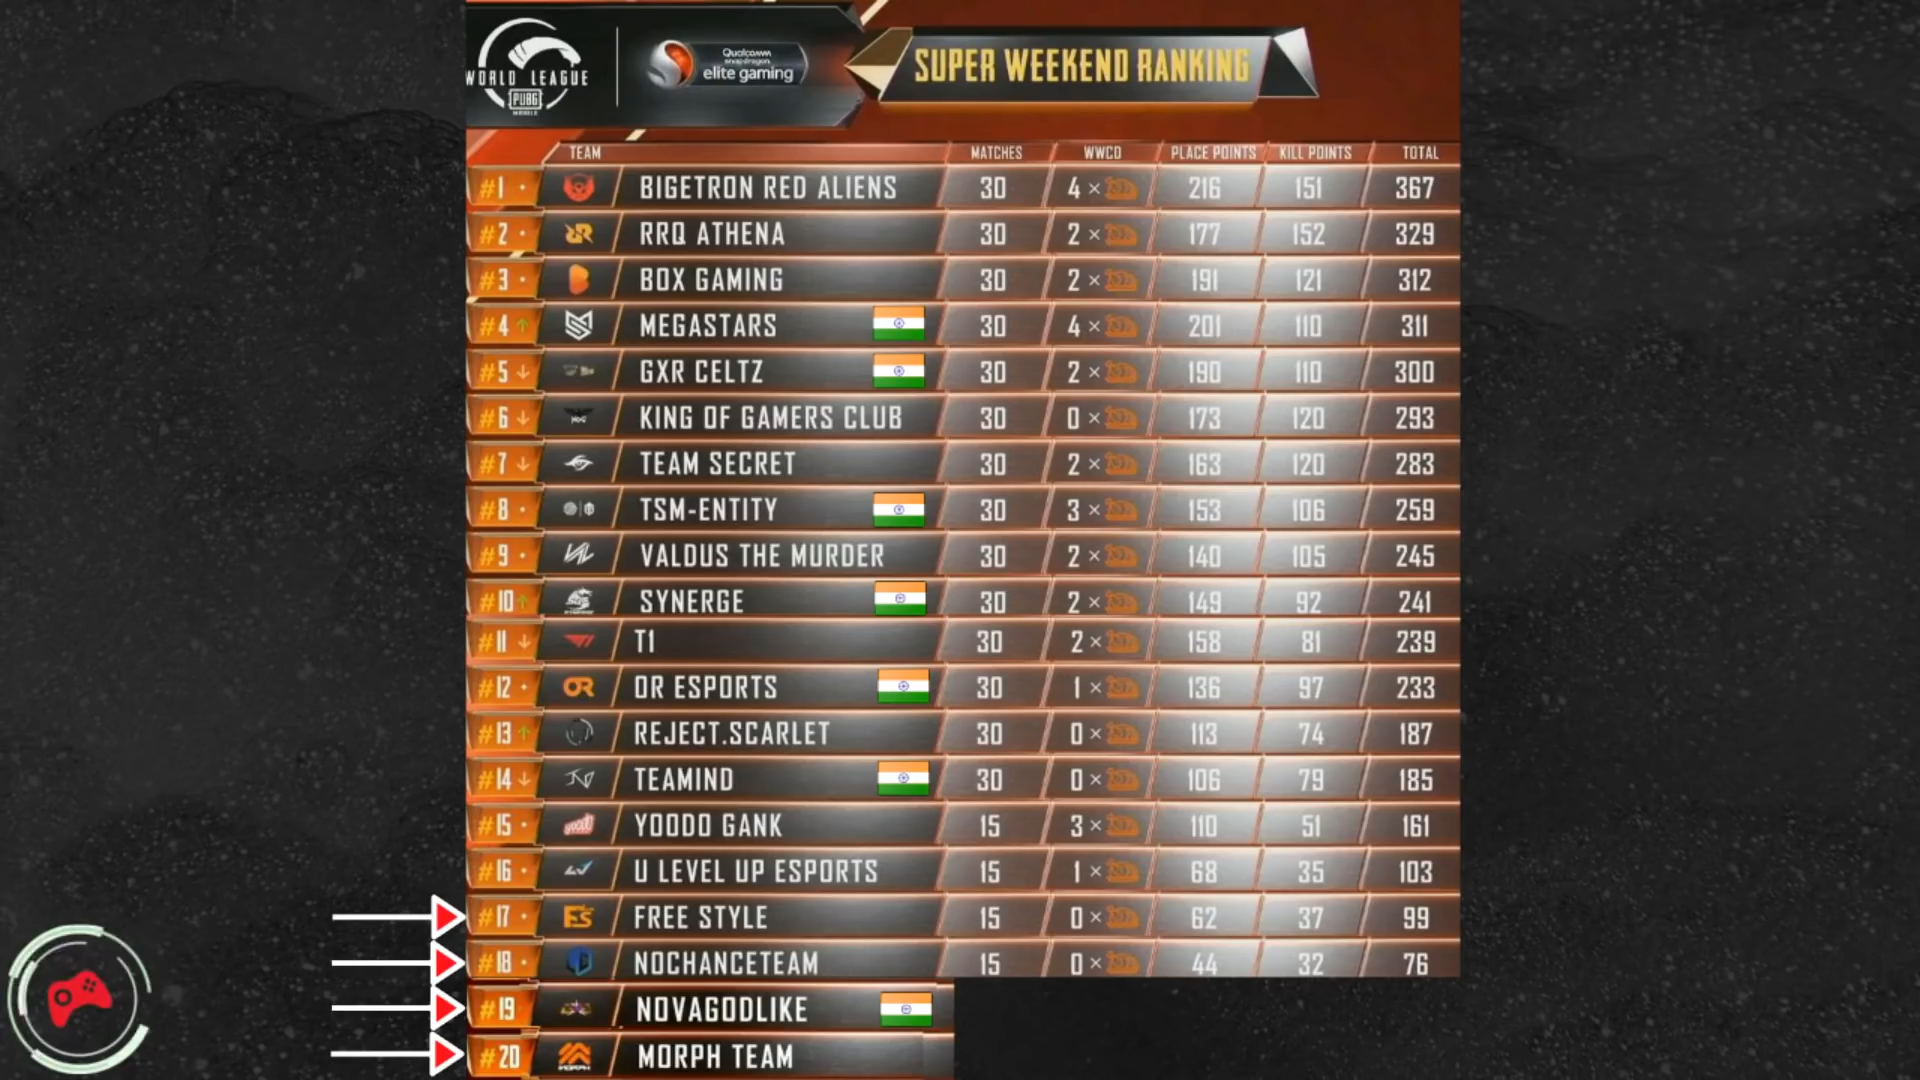 WORLD LEAGUE
PUBG
MOBILE
Qualcomm
snapdragon
elite gaming
SUPER WEEKEND RANKING
TEAM MATCHES WWCD PLACE POINTS KILL POINTS TOTAL
#1 BIGETRON RED ALIENS 30 4 × 216 151 367
#2 RRQ ATHENA 30 2 × 177 152 329
#3 BOX GAMING 30 2 × 191 121 312
#4 MEGASTARS 30 4 × 201 110 311
#5 GXR CELTZ 30 2 × 190 110 300
#6 KING OF GAMERS CLUB 30 0 × 173 120 293
#7 TEAM SECRET 30 2 × 163 120 283
#8 TSM-ENTITY 30 3 × 153 106 259
#9 VALDUS THE MURDER 30 2 × 140 105 245
#10 SYNERGE 30 2 × 149 92 241
#11 T1 30 2 × 158 81 239
#12 OR OR ESPORTS 30 1 × 136 97 233
#13 REJECT.SCARLET 30 0 × 113 74 187
#14 TEAMIND 30 0 × 106 79 185
#15 YOODO GANK 15 3 × 110 51 161
#16 U LEVEL UP ESPORTS 15 1 × 68 35 103
#17 FS FREE STYLE 15 0 × 62 37 99
#18 NOCHANCETEAM 15 0 × 44 32 76
#19 NOVAGODLIKE
#20 MORPH MORPH TEAM